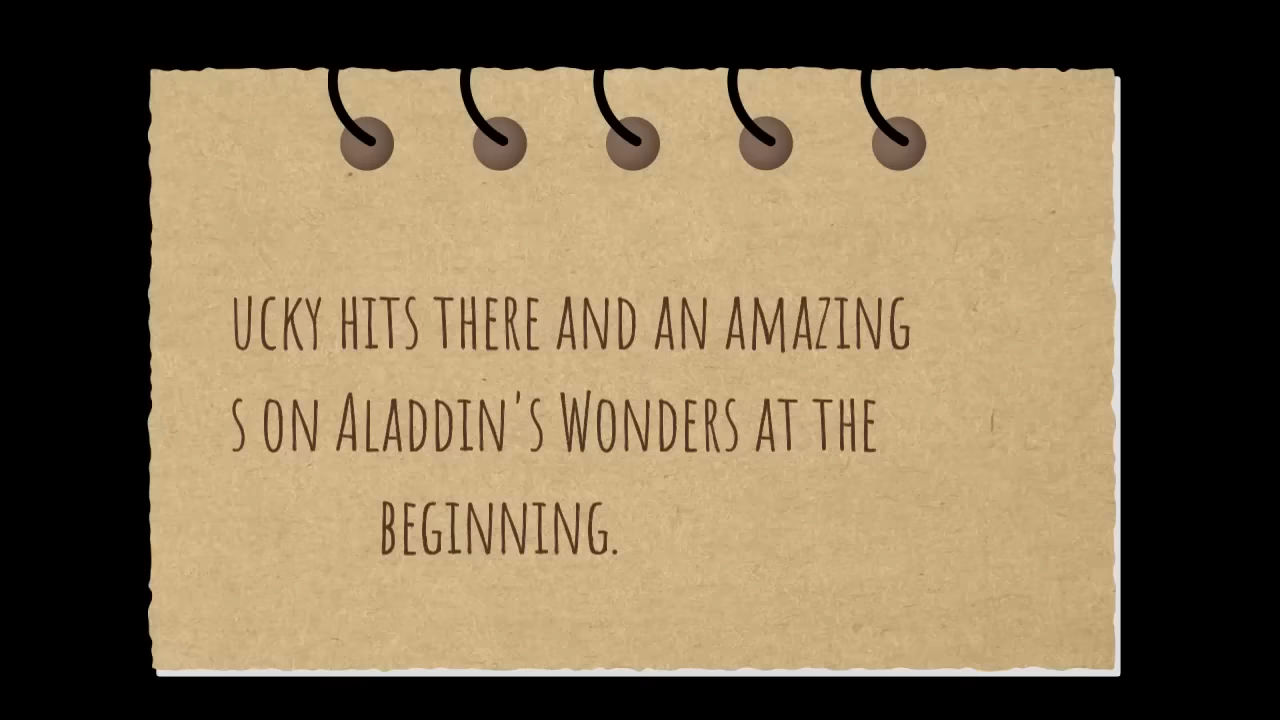 ucky hits there and an amazing
s on Aladdin's Wonders at the
beginning.